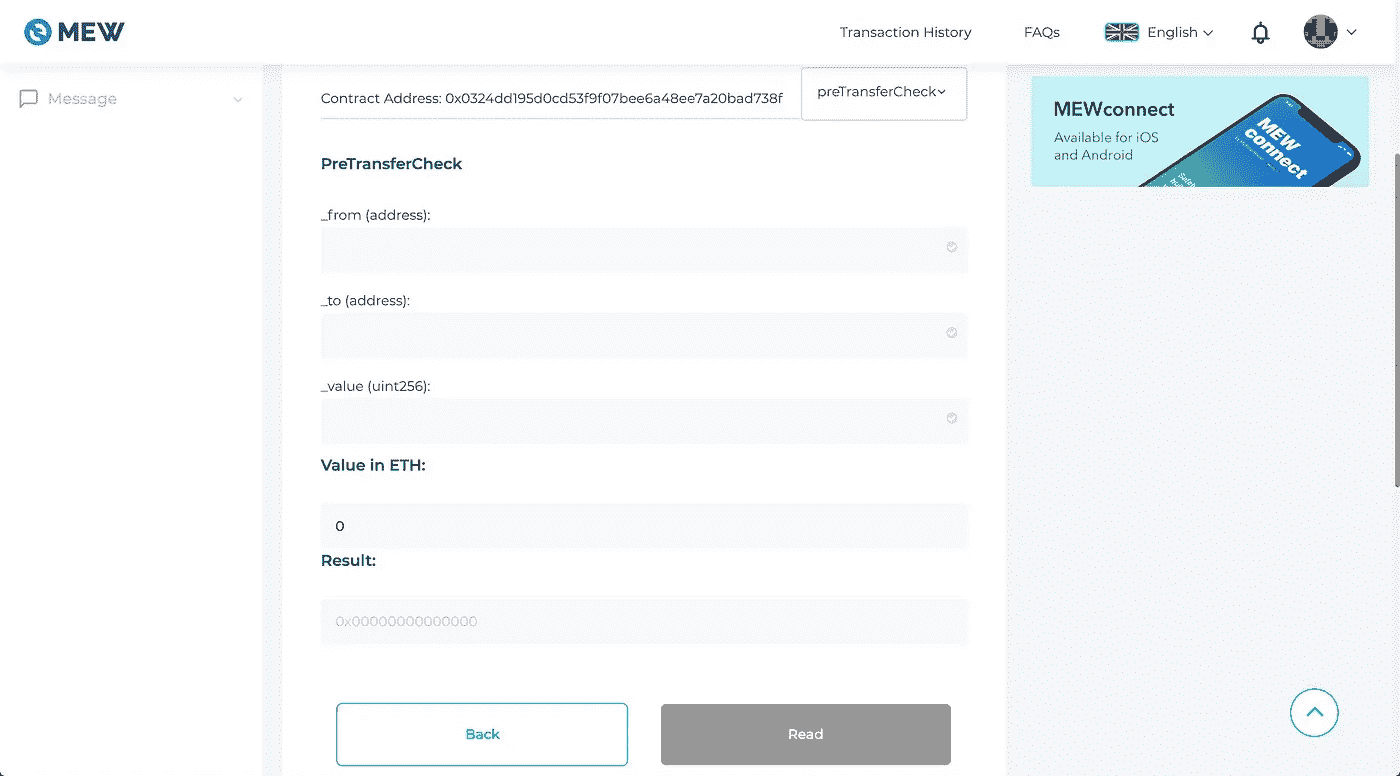 MEW
Transaction History
FAQs
English
Message
Contract Address: 0x0324dd195d0cd53f9f07bee6a48ee7a20bad738f
preTransferCheck
MEWconnect
Available for iOS
and Android
MEW
connect
PreTransferCheck
_from (address):
_to (address):
_value (uint256):
Value in ETH:
0
Result:
0x00000000000000
Back
Read